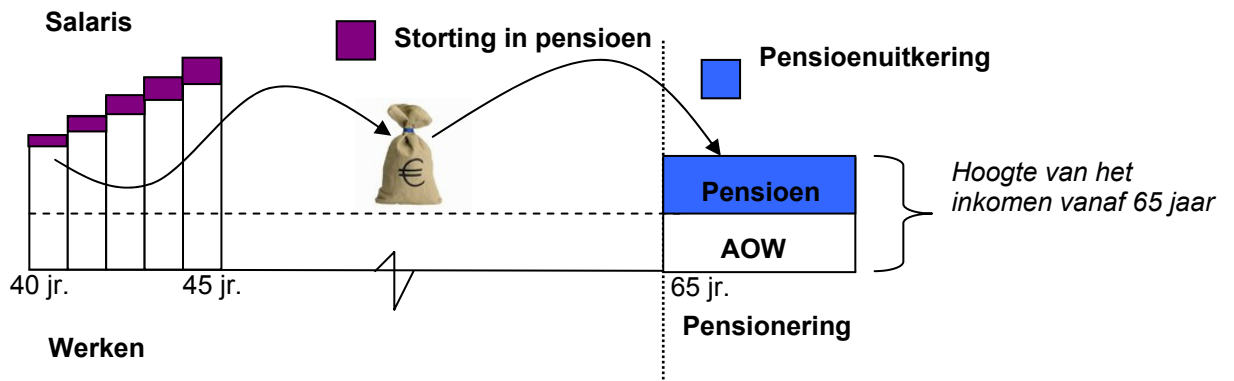 Salaris
Storting in pensioen
Pensioenuitkering
€
Pensioen
AOW
Hoogte van het
inkomen vanaf 65 jaar
40 jr.
45 jr.
65 jr.
Pensionering
Werken